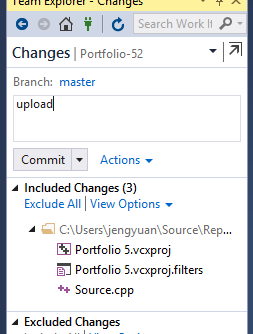 Team Explorer - Changes
Search Work It
Changes | Portfolio-52
Branch: master
upload
Commit Actions
Included Changes (3)
Exclude All | View Options
C:\Users\jengyuan\Source\Rep...
Portfolio 5.vcxproj
Portfolio 5.vcxproj.filters
Source.cpp
Excluded Changes